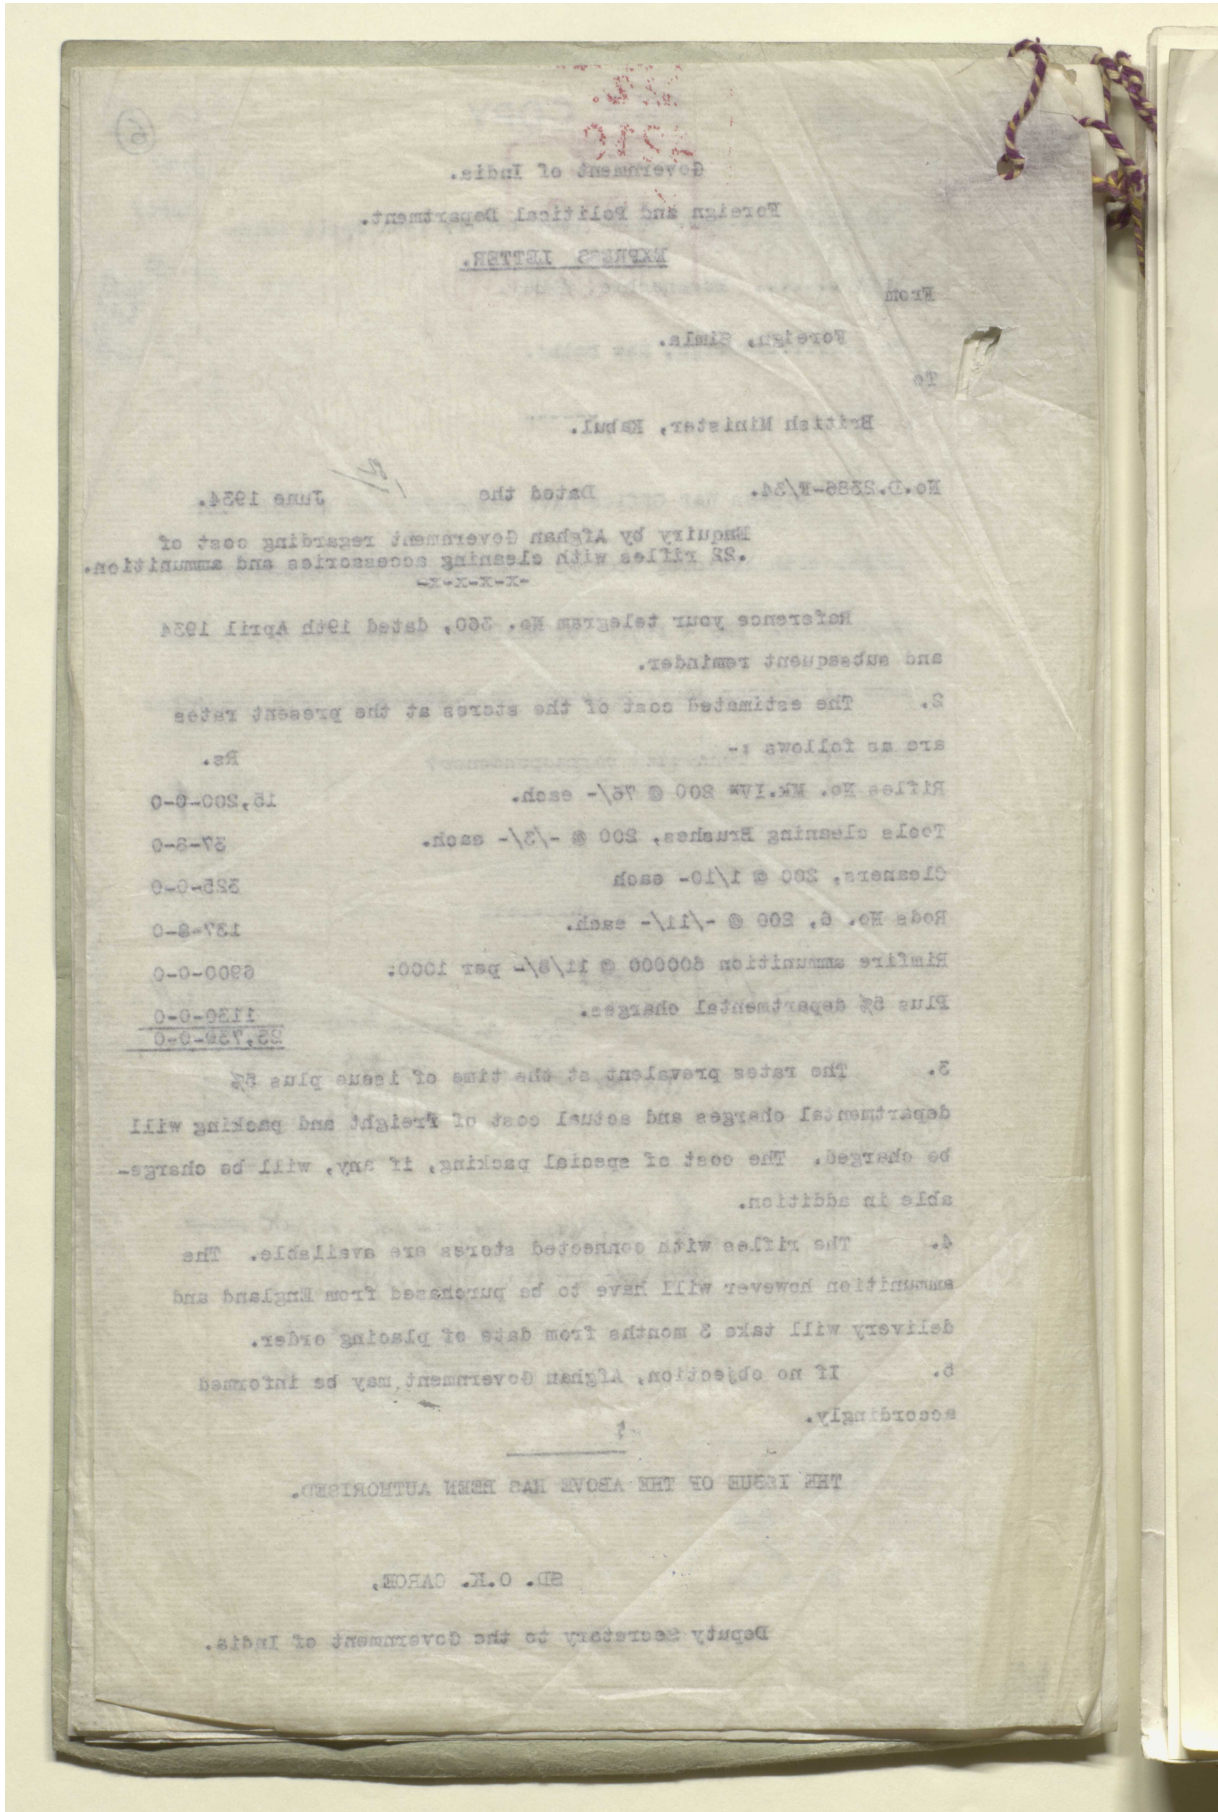 6
4210
Government of India.
Foreign and Political Department.
EXPRESS LETTER.
From
Foreign, Simla.
To
British Minister, Kabul.
No.D.2386-F/34. Dated the June 1934.
Enquiry by Afghan Government regarding cost of
.22 rifles with cleaning accessories and ammunition.
-x-x-x-x-
Reference your telegram No. 360, dated 19th April 1934
and subsequent reminder.
2. The estimated cost of the stores at the present rates
are as follows :-
Rs.
Rifles No. Mk.IV* 200 @ 76/- each. 15,200-0-0
Tools cleaning Brushes, 200 @ -/3/- each. 37-8-0
Cleaners, 200 @ 1/10- each 325-0-0
Rods No. 6, 200 @ -/11/- each. 137-8-0
Rimfire ammunition 600000 @ 11/8/- per 1000: 6900-0-0
Plus 5% departmental charges. 1130-0-0
23,730-0-0
3. The rates prevalent at the time of issue plus 5%
departmental charges and actual cost of freight and packing will
be charged. The cost of special packing, if any, will be charge-
able in addition.
4. The rifles with connected stores are available. The
ammunition however will have to be purchased from England and
delivery will take 3 months from date of placing order.
5. If no objection, Afghan Government may be informed
accordingly.
THE ISSUE OF THE ABOVE HAS BEEN AUTHORISED.
SD. O.K. CAROE,
Deputy Secretary to the Government of India.